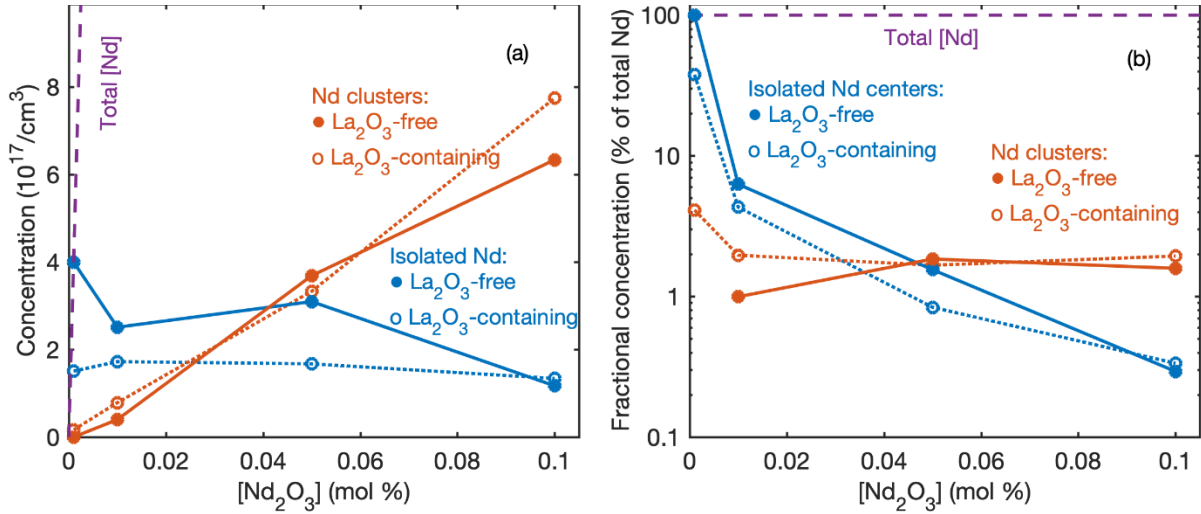 Concentration (10^17/cm^3)
8
6
4
2
0
0
0.02
0.04
0.06
0.08
0.1
[Nd₂O₃] (mol %)
Total [Nd]
(a)
Nd clusters:
La₂O₃-free
La₂O₃-containing
Isolated Nd:
La₂O₃-free
La₂O₃-containing
Fractional concentration (% of total Nd)
100
10
1
0.1
0
0.02
0.04
0.06
0.08
0.1
[Nd₂O₃] (mol %)
Total [Nd]
(b)
Isolated Nd centers:
La₂O₃-free
La₂O₃-containing
Nd clusters:
La₂O₃-free
La₂O₃-containing